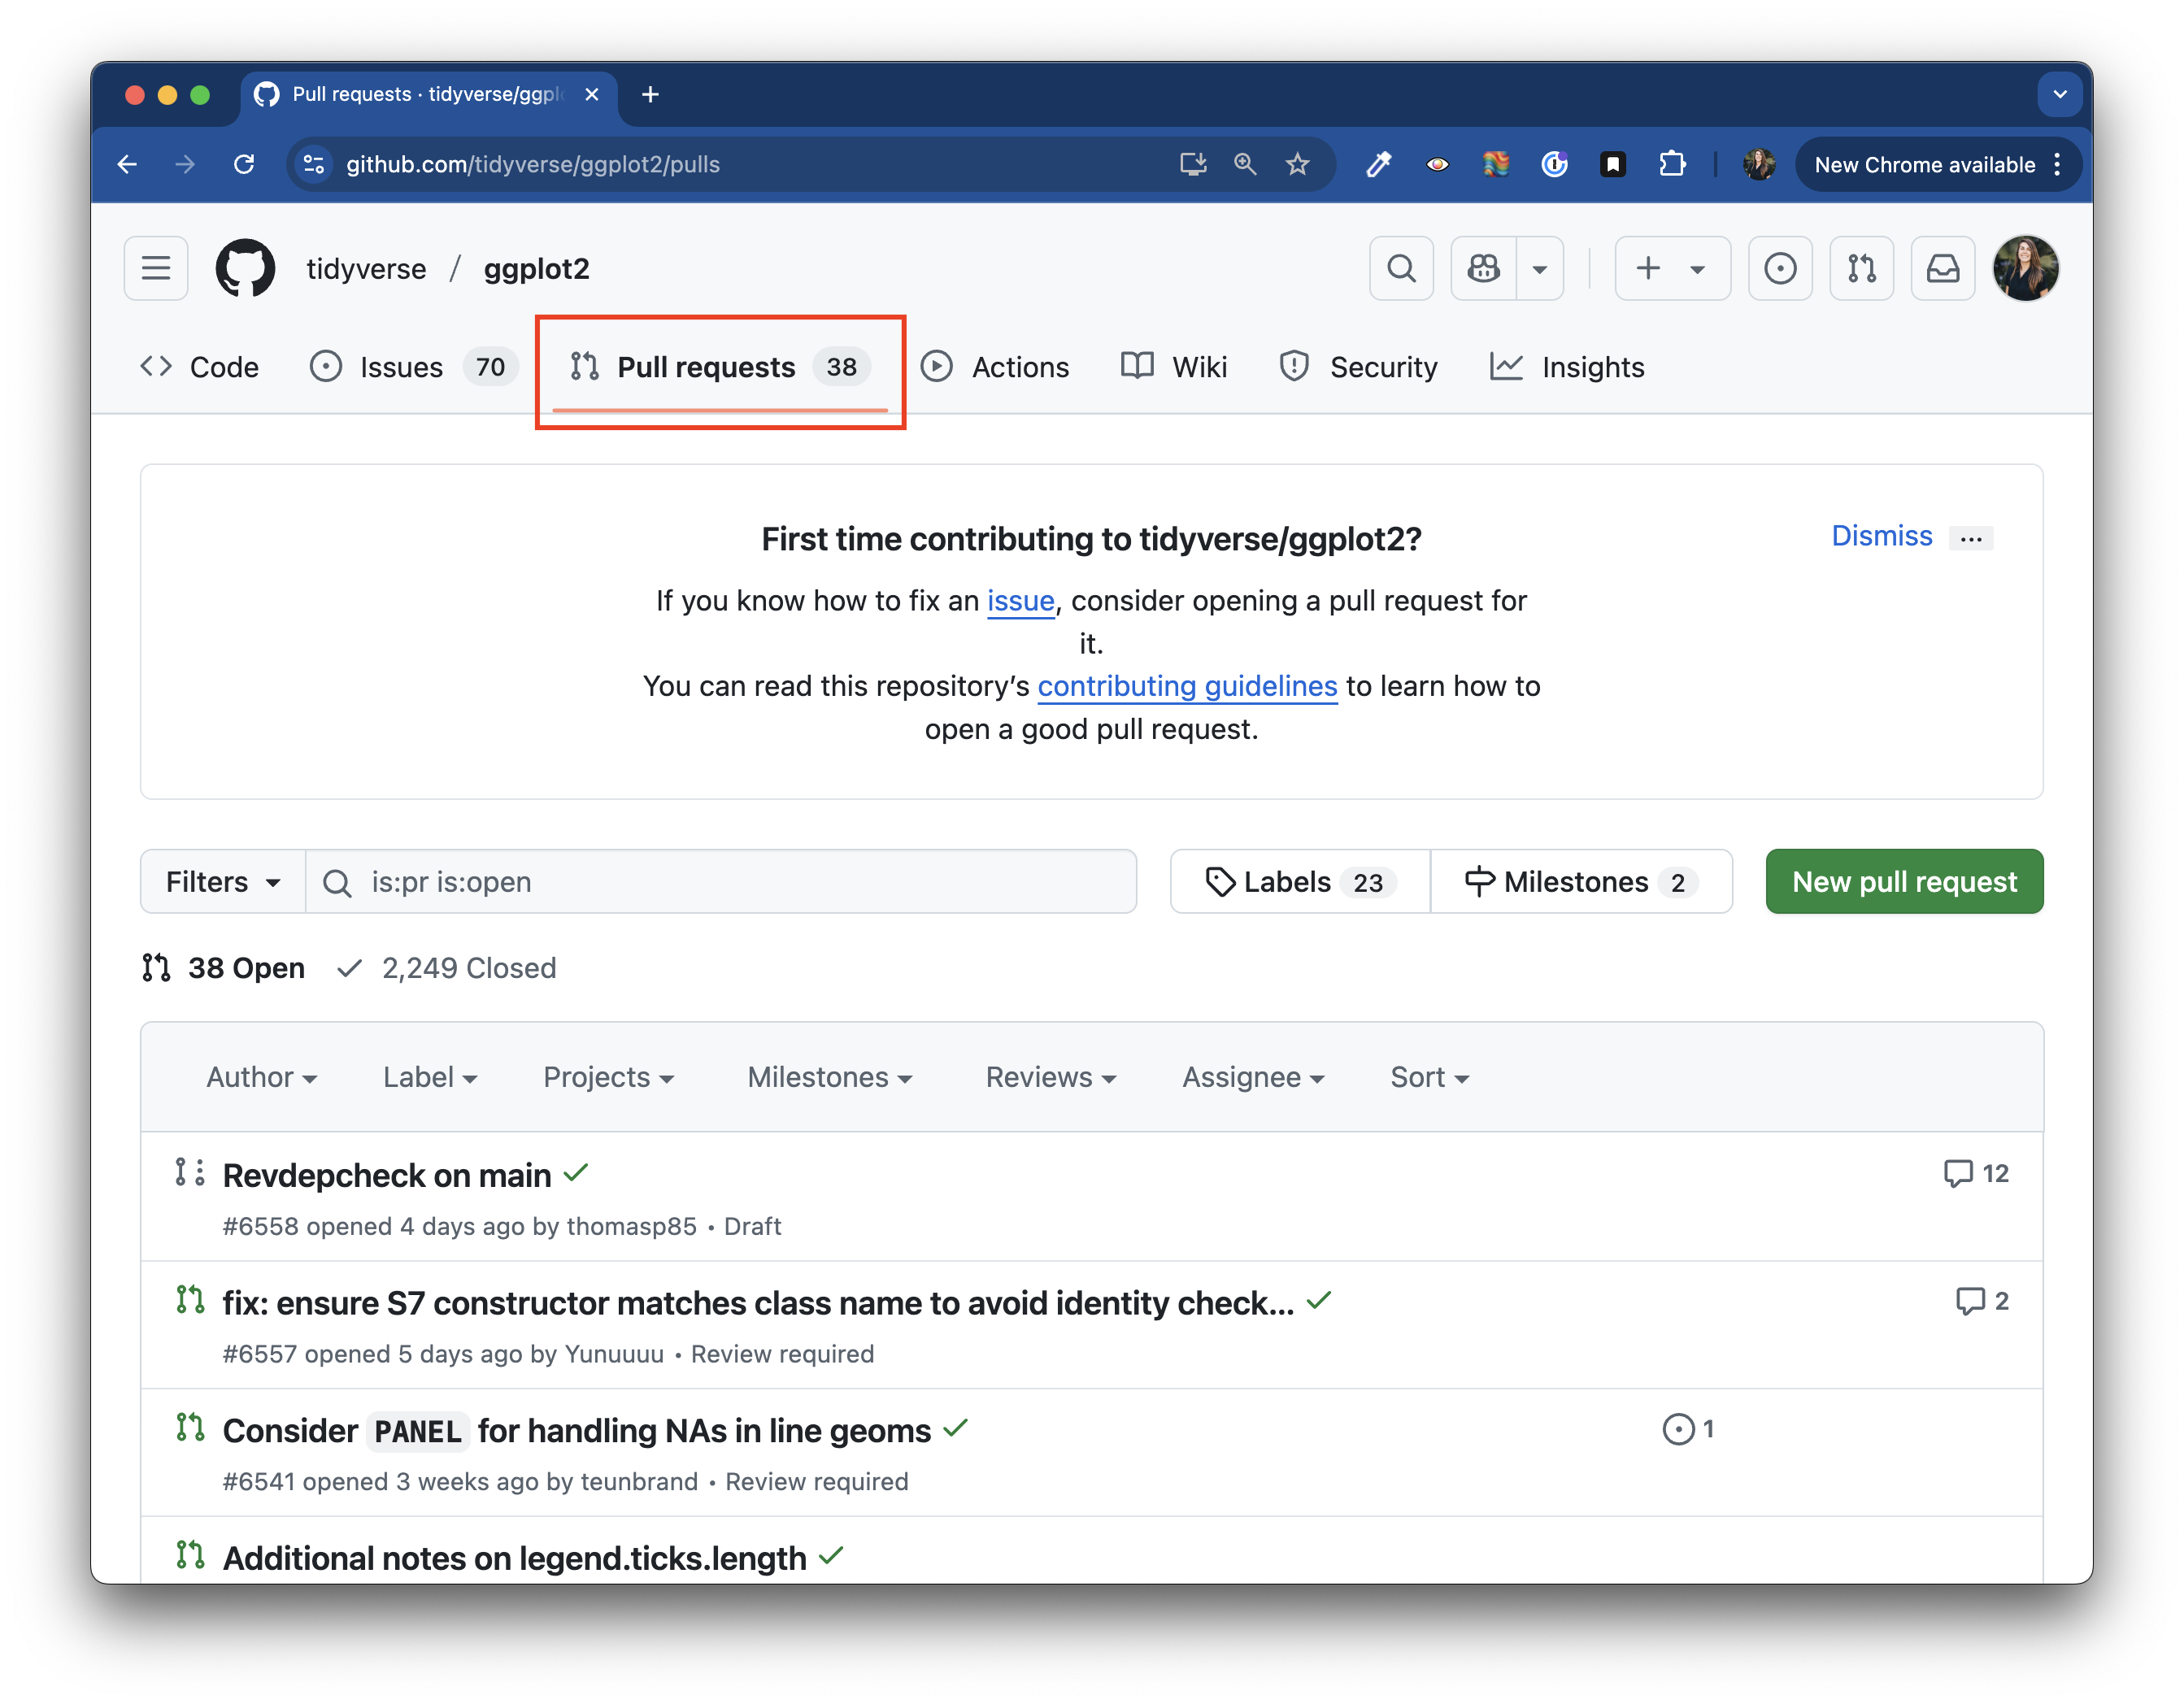 Pull requests · tidyverse/ggpl
github.com/tidyverse/ggplot2/pulls
New Chrome available
tidyverse / ggplot2
Code
Issues 70
Pull requests 38
Actions
Wiki
Security
Insights
First time contributing to tidyverse/ggplot2?
Dismiss ...
If you know how to fix an issue, consider opening a pull request for
it.
You can read this repository’s contributing guidelines to learn how to
open a good pull request.
Filters
is:pr is:open
Labels 23
Milestones 2
New pull request
38 Open
2,249 Closed
Author
Label
Projects
Milestones
Reviews
Assignee
Sort
Revdepcheck on main
12
#6558 opened 4 days ago by thomasp85 • Draft
fix: ensure S7 constructor matches class name to avoid identity check...
2
#6557 opened 5 days ago by Yunuuuu • Review required
Consider PANEL for handling NAs in line geoms
1
#6541 opened 3 weeks ago by teunbrand • Review required
Additional notes on legend.ticks.length